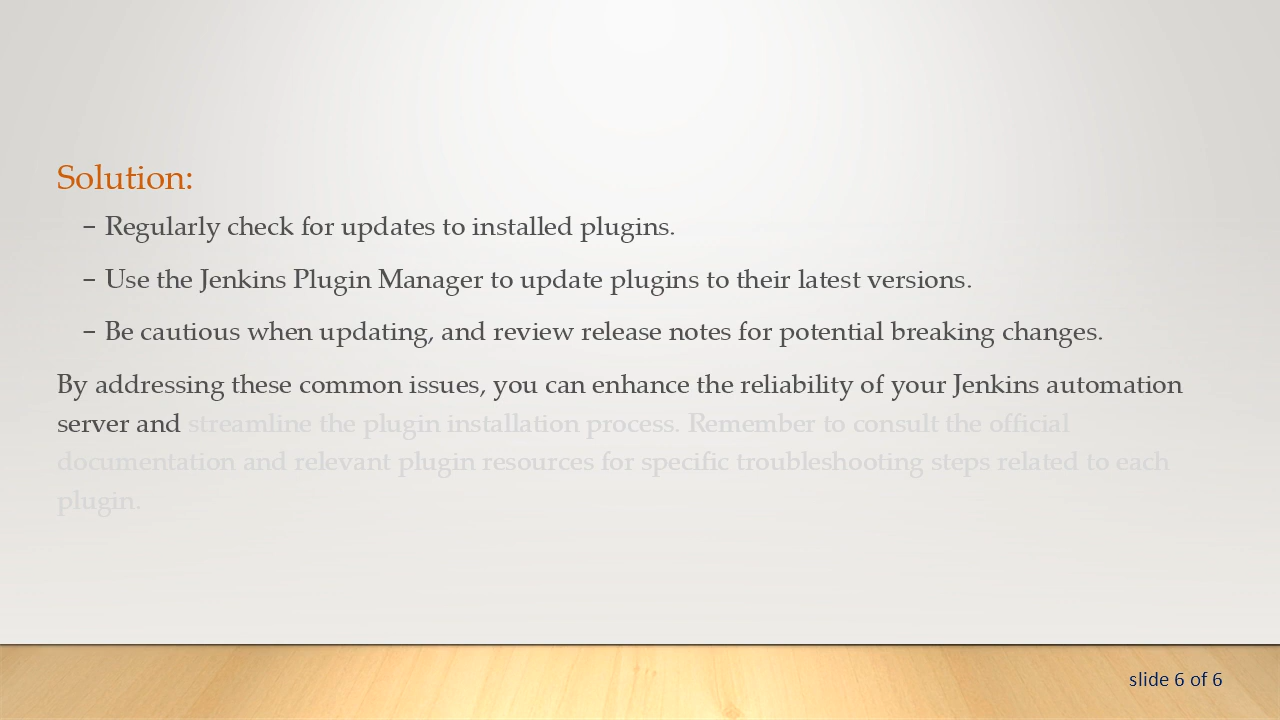 Solution:
– Regularly check for updates to installed plugins.
– Use the Jenkins Plugin Manager to update plugins to their latest versions.
– Be cautious when updating, and review release notes for potential breaking changes.
By addressing these common issues, you can enhance the reliability of your Jenkins automation
server and streamline the plugin installation process. Remember to consult the official
documentation and relevant plugin resources for specific troubleshooting steps related to each
plugin.
slide 6 of 6